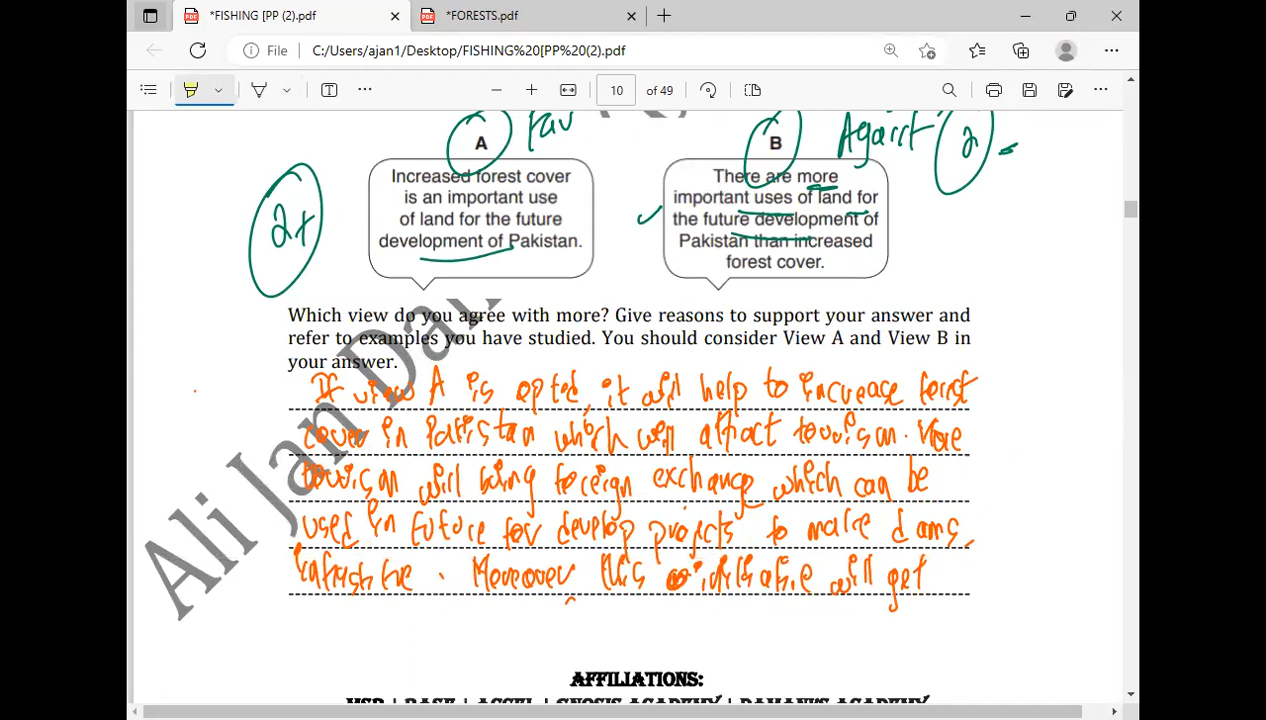 *FISHING [PP (2).pdf
*FORESTS.pdf
File C:/Users/ajan1/Desktop/FISHING%20[PP%20(2).pdf
10 of 49
A Fav
B Against 2
2+
Increased forest cover
is an important use
of land for the future
development of Pakistan.
There are more
important uses of land for
the future development of
Pakistan than increased
forest cover.
Which view do you agree with more? Give reasons to support your answer and
refer to examples you have studied. You should consider View A and View B in
your answer.
If view A is opted, it will help to increase forest
cover in Pakistan which will attract tourism. More
tourism will bring foreign exchange which can be
used in future for develop projects to make dams,
Moreover this will get
Ali Jan
AFFILIATIONS: